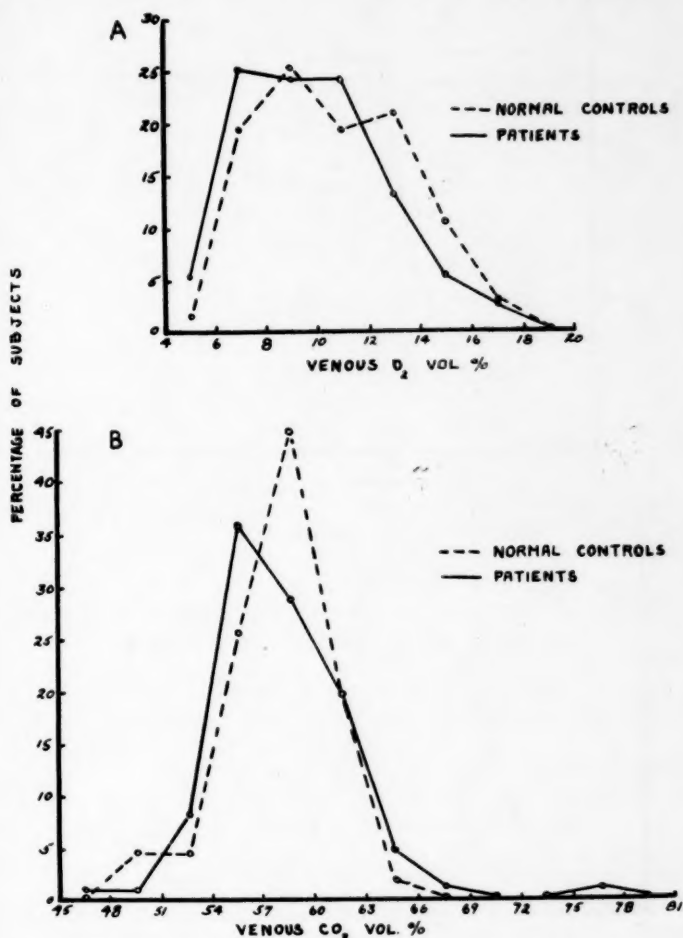 A
30
25
20
15
10
5
0
4 6 8 10 12 14 16 18 20
VENOUS O2 VOL %
--- NORMAL CONTROLS
— PATIENTS
PERCENTAGE OF SUBJECTS
B
45
40
35
30
25
20
15
10
5
0
45 48 51 54 57 60 63 66 69 72 75 78 81
VENOUS CO2 VOL. %
--- NORMAL CONTROLS
— PATIENTS